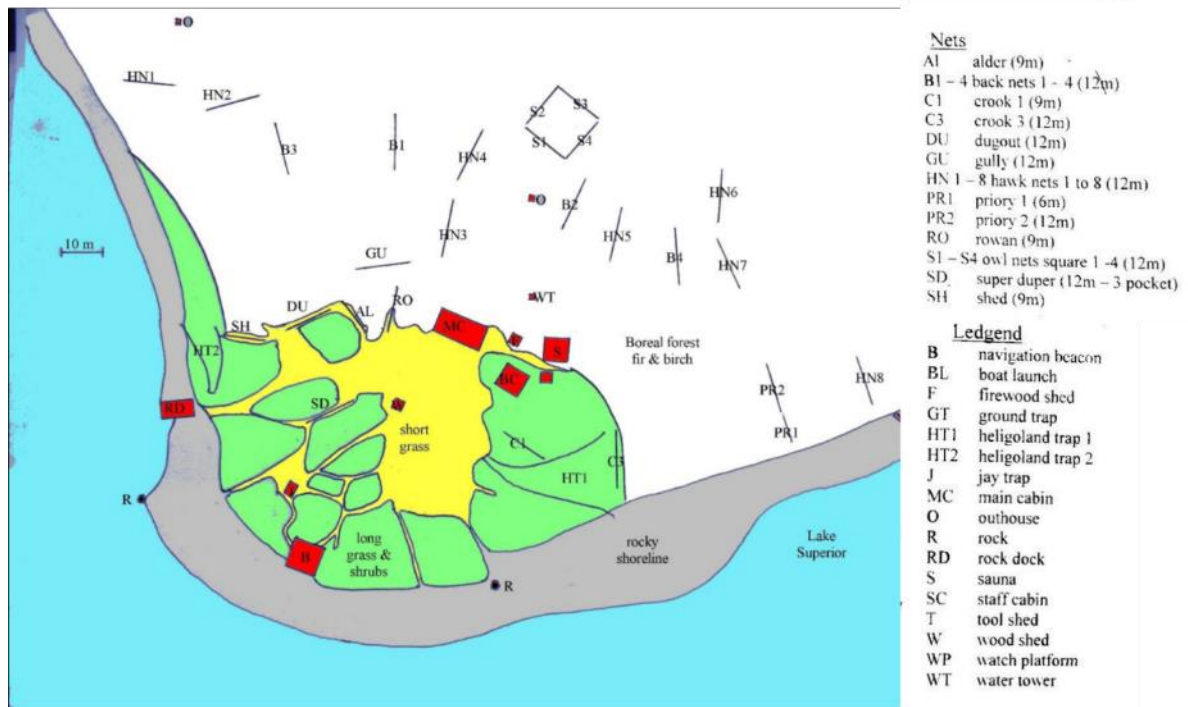 O
HN1
HN2
S2
S3
S1
S4
B3
B1
HN4
HN6
O
B2
HN3
HN5
B4
HN7
GU
10 m
WT
DU
AL
RO
SH
MC
S
HT2
Boreal forest
fir & birch
BC
PR2
HN8
RD
SD
short
grass
C1
C3
PR1
HT1
R
long
grass &
shrubs
B
rocky
shoreline
Lake
Superior
R
Nets
Al alder (9m)
B1 – 4 back nets 1 - 4 (12m)
C1 crook 1 (9m)
C3 crook 3 (12m)
DU dugout (12m)
GU gully (12m)
HN 1 – 8 hawk nets 1 to 8 (12m)
PR1 priory 1 (6m)
PR2 priory 2 (12m)
RO rowan (9m)
S1 – S4 owl nets square 1 -4 (12m)
SD super duper (12m – 3 pocket)
SH shed (9m)
Ledgend
B navigation beacon
BL boat launch
F firewood shed
GT ground trap
HT1 heligoland trap 1
HT2 heligoland trap 2
J jay trap
MC main cabin
O outhouse
R rock
RD rock dock
S sauna
SC staff cabin
T tool shed
W wood shed
WP watch platform
WT water tower